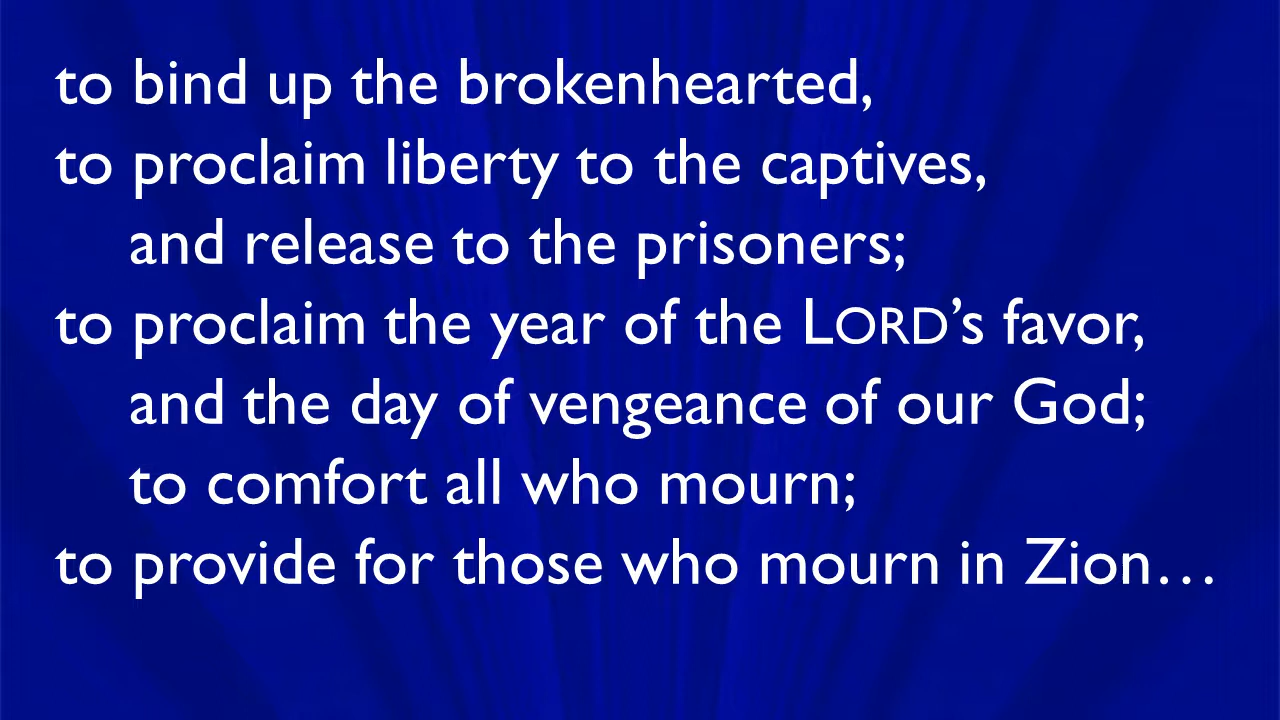 to bind up the brokenhearted,
to proclaim liberty to the captives,
and release to the prisoners;
to proclaim the year of the LORD’s favor,
and the day of vengeance of our God;
to comfort all who mourn;
to provide for those who mourn in Zion…